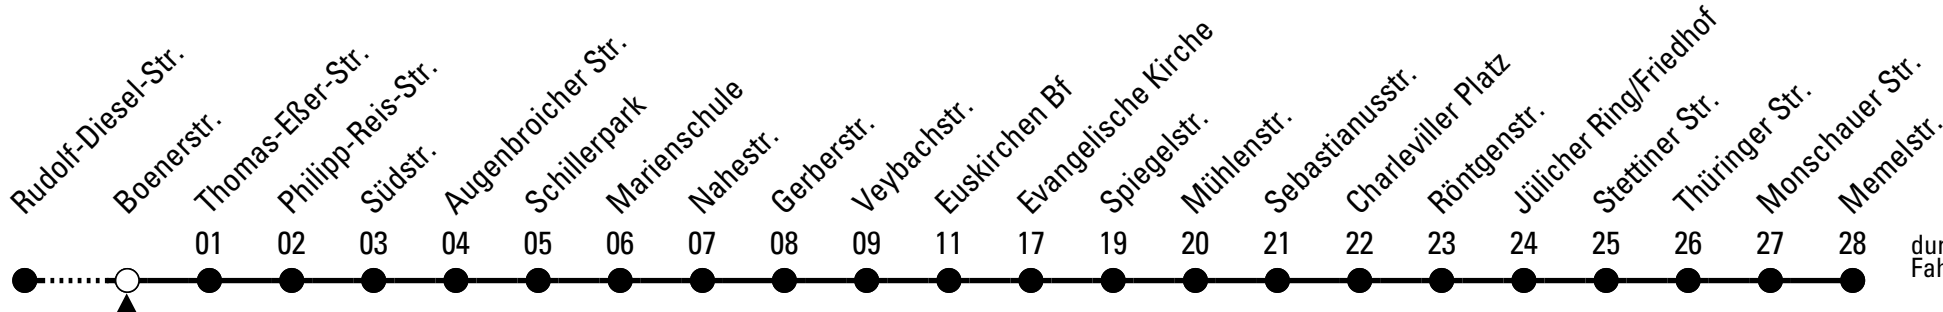 Rudolf-Diesel-Str.
Boenerstr.
Thomas-Eßer-Str.
Philipp-Reis-Str.
Südstr.
Augenbroicher Str.
Schillerpark
Marienschule
Nahestr.
Gerberstr.
Veybachstr.
Euskirchen Bf
Evangelische Kirche
Spiegelstr.
Mühlenstr.
Sebastianusstr.
Charleviller Platz
Röntgenstr.
Jülicher Ring/Friedhof
Stettiner Str.
Thüringer Str.
Monschauer Str.
Memelstr.
01 02 03 04 05 06 07 08 09 11 17 19 20 21 22 23 24 25 26 27 28